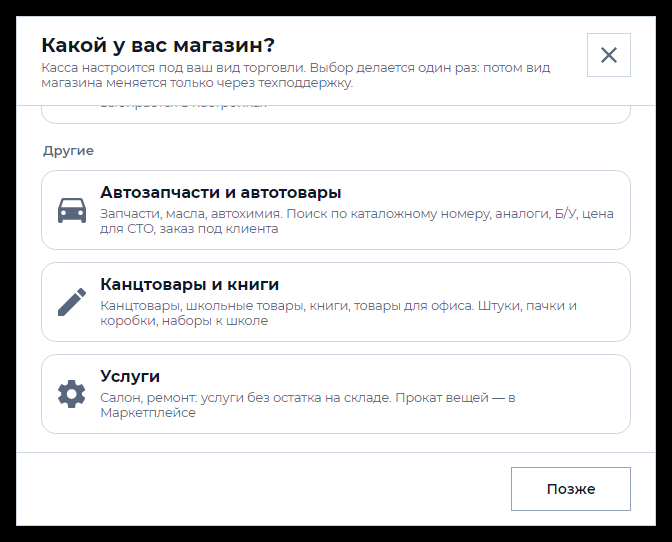 Какой у вас магазин?
Касса настроится под ваш вид торговли. Выбор делается один раз: потом вид
магазина меняется только через техподдержку.
Другие
Автозапчасти и автотовары
Запчасти, масла, автохимия. Поиск по каталожному номеру, аналоги, Б/У, цена
для СТО, заказ под клиента
Канцтовары и книги
Канцтовары, школьные товары, книги, товары для офиса. Штуки, пачки и
коробки, наборы к школе
Услуги
Салон, ремонт: услуги без остатка на складе. Прокат вещей — в
Маркетплейсе
Позже